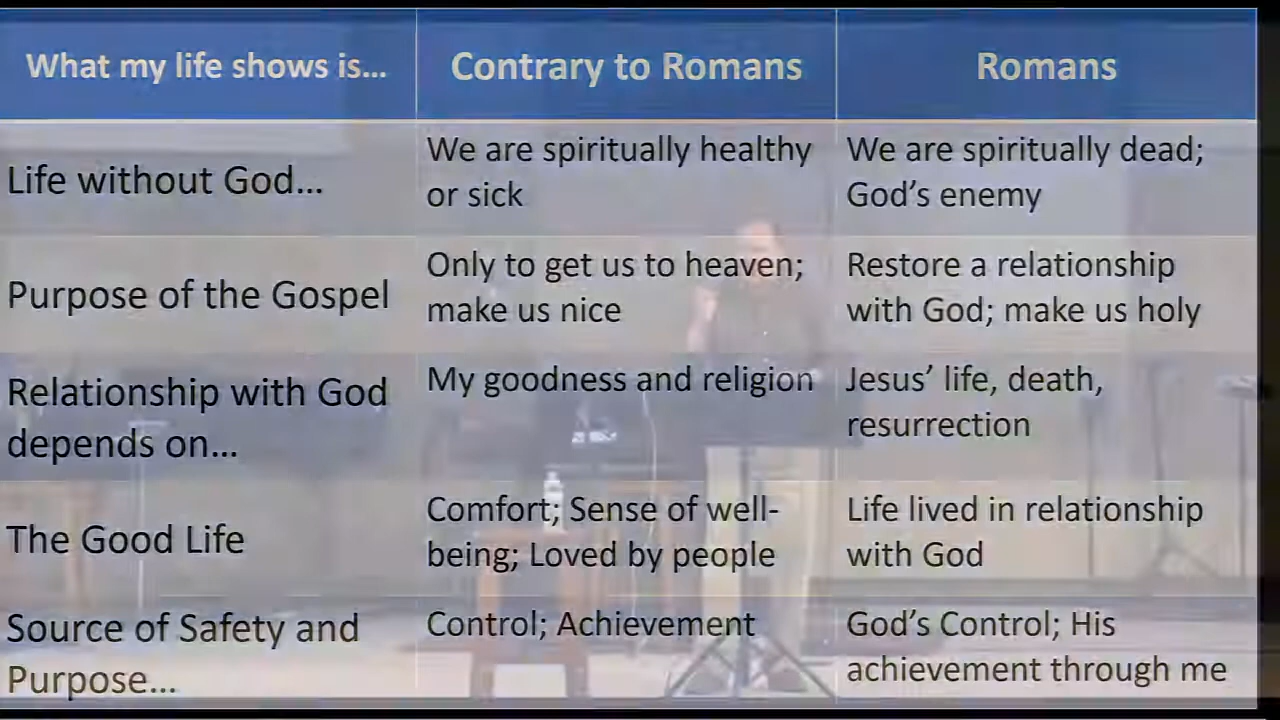 What my life shows is...
Contrary to Romans
Romans
Life without God...
We are spiritually healthy
or sick
We are spiritually dead;
God's enemy
Purpose of the Gospel
Only to get us to heaven;
make us nice
Restore a relationship
with God; make us holy
Relationship with God
depends on...
My goodness and religion
Jesus' life, death,
resurrection
The Good Life
Comfort; Sense of well-
being; Loved by people
Life lived in relationship
with God
Source of Safety and
Purpose...
Control; Achievement
God's Control; His
achievement through me